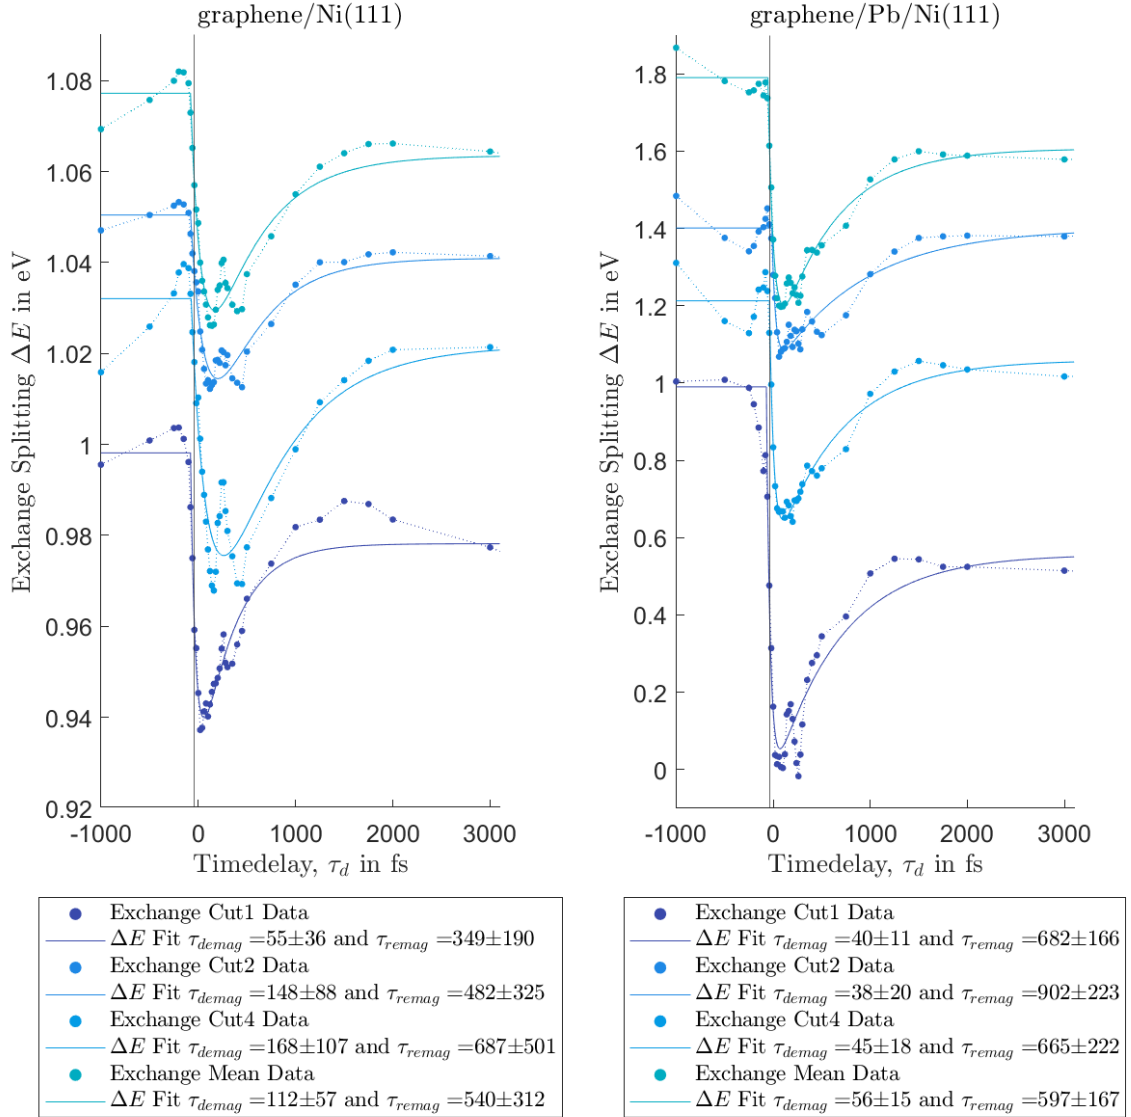 graphene/Ni(111)
Exchange Splitting ΔE in eV
1.08
1.06
1.04
1.02
1
0.98
0.96
0.94
0.92
-1000 0 1000 2000 3000
Timedelay, τd in fs
Exchange Cut1 Data
ΔE Fit τdemag =55±36 and τremag =349±190
Exchange Cut2 Data
ΔE Fit τdemag =148±88 and τremag =482±325
Exchange Cut4 Data
ΔE Fit τdemag =168±107 and τremag =687±501
Exchange Mean Data
ΔE Fit τdemag =112±57 and τremag =540±312
graphene/Pb/Ni(111)
Exchange Splitting ΔE in eV
1.8
1.6
1.4
1.2
1
0.8
0.6
0.4
0.2
0
-1000 0 1000 2000 3000
Timedelay, τd in fs
Exchange Cut1 Data
ΔE Fit τdemag =40±11 and τremag =682±166
Exchange Cut2 Data
ΔE Fit τdemag =38±20 and τremag =902±223
Exchange Cut4 Data
ΔE Fit τdemag =45±18 and τremag =665±222
Exchange Mean Data
ΔE Fit τdemag =56±15 and τremag =597±167